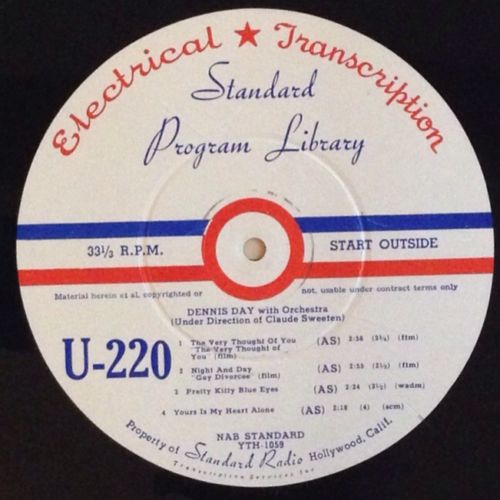 Electrical ★ Transcription
Standard
Program Library
33⅓ R.P.M.
START OUTSIDE
Material herein et al. copyrighted or not, usable under contract terms only
DENNIS DAY with Orchestra
(Under Direction of Claude Sweeten)
U-220
1 The Very Thought Of You (AS) 2:56 (3½) (ftm)
"The Very Thought of
You (film)
2 Night And Day (AS) 2:55 (2½) (ftm)
"Gay Divorcee" (film)
3 Pretty Kitty Blue Eyes (AS) 2:24 (2½) (wadm)
4 Yours Is My Heart Alone (AS) 2:18 (4) (acm)
NAB STANDARD
YTH-1059
Property of Standard Radio Hollywood, Calif.
Transcription Services Inc